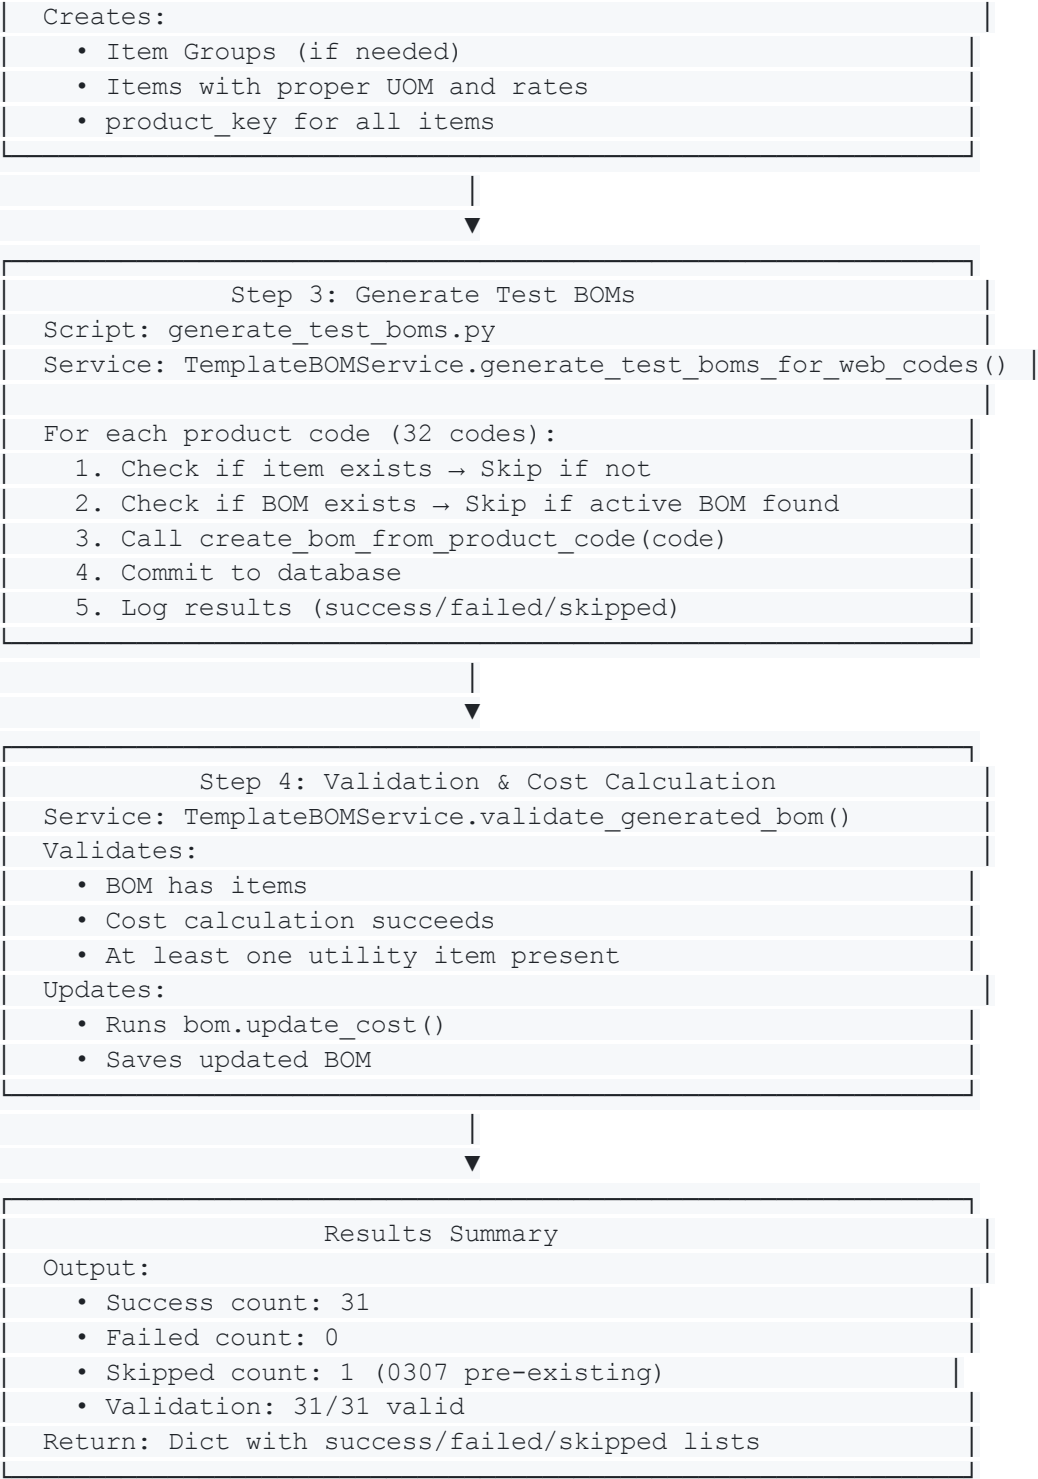 Creates:
• Item Groups (if needed)
• Items with proper UOM and rates
• product_key for all items
▼
Step 3: Generate Test BOMs
Script: generate_test_boms.py
Service: TemplateBOMService.generate_test_boms_for_web_codes()
For each product code (32 codes):
1. Check if item exists → Skip if not
2. Check if BOM exists → Skip if active BOM found
3. Call create_bom_from_product_code(code)
4. Commit to database
5. Log results (success/failed/skipped)
▼
Step 4: Validation & Cost Calculation
Service: TemplateBOMService.validate_generated_bom()
Validates:
• BOM has items
• Cost calculation succeeds
• At least one utility item present
Updates:
• Runs bom.update_cost()
• Saves updated BOM
▼
Results Summary
Output:
• Success count: 31
• Failed count: 0
• Skipped count: 1 (0307 pre-existing)
• Validation: 31/31 valid
Return: Dict with success/failed/skipped lists